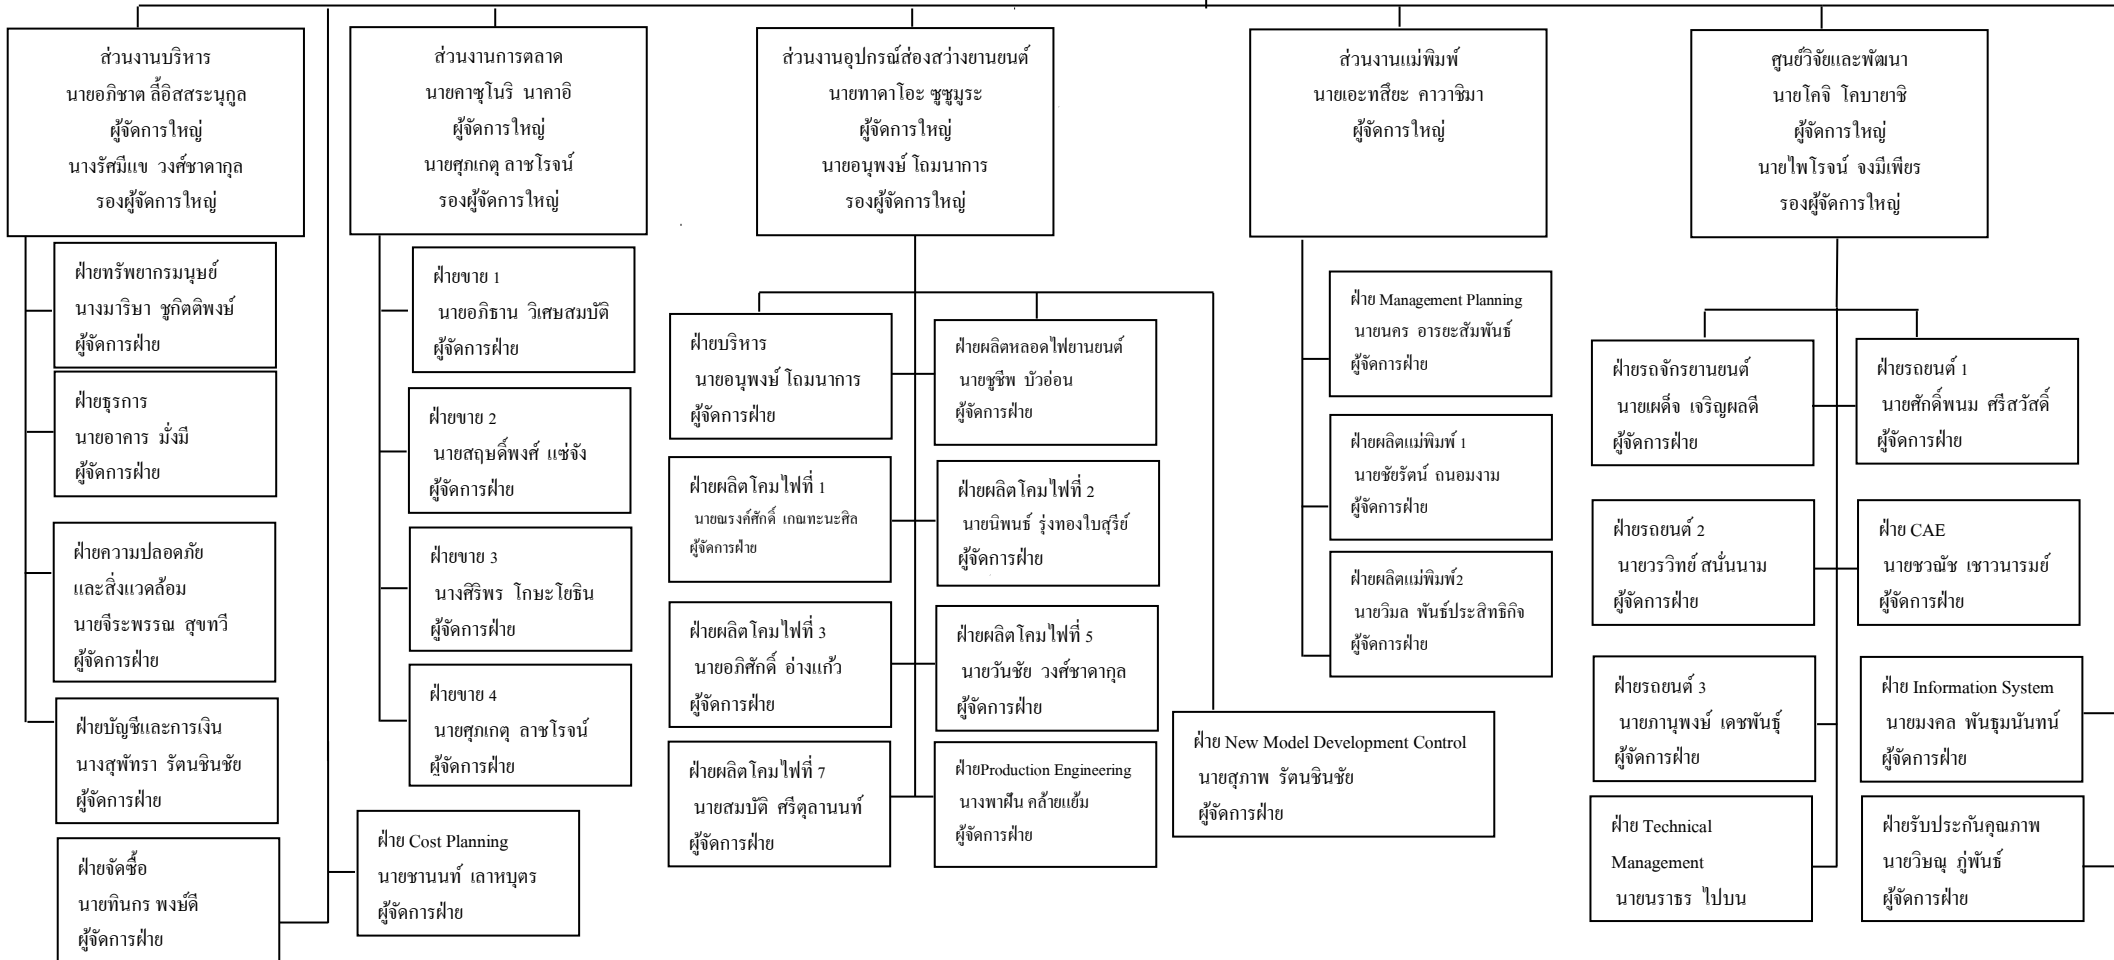 ส่วนงานบริหาร
นายอภิชาต ลี้อิสสระนุกูล
ผู้จัดการใหญ่
นางรัศมีแข วงศ์ชาดากุล
รองผู้จัดการใหญ่
ฝ่ายทรัพยากรมนุษย์
นางมาริษา ชูกิตติพงษ์
ผู้จัดการฝ่าย
ฝ่ายธุรการ
นายอาคาร มั่งมี
ผู้จัดการฝ่าย
ฝ่ายความปลอดภัย
และสิ่งแวดล้อม
นายจีระพรรณ สุขทวี
ผู้จัดการฝ่าย
ฝ่ายบัญชีและการเงิน
นางสุพัทรา รัตนชินชัย
ผู้จัดการฝ่าย
ฝ่ายจัดซื้อ
นายทินกร พงษ์ดี
ผู้จัดการฝ่าย
ส่วนงานการตลาด
นายคาซุโนริ นาคาอิ
ผู้จัดการใหญ่
นายศุภเกตุ ลาชโรจน์
รองผู้จัดการใหญ่
ฝ่ายขาย 1
นายอภิธาน วิเศษสมบัติ
ผู้จัดการฝ่าย
ฝ่ายขาย 2
นายสฤษดิ์พงศ์ แซ่จัง
ผู้จัดการฝ่าย
ฝ่ายขาย 3
นางศิริพร โกษะโยธิน
ผู้จัดการฝ่าย
ฝ่ายขาย 4
นายศุภเกตุ ลาชโรจน์
ผู้จัดการฝ่าย
ฝ่าย Cost Planning
นายชานนท์ เลาหบุตร
ผู้จัดการฝ่าย
ส่วนงานอุปกรณ์ส่องสว่างยานยนต์
นายทาดาโอะ ซูซูมูระ
ผู้จัดการใหญ่
นายอนุพงษ์ โถมนาการ
รองผู้จัดการใหญ่
ฝ่ายบริหาร
นายอนุพงษ์ โถมนาการ
ผู้จัดการฝ่าย
ฝ่ายผลิตหลอดไฟยานยนต์
นายชูชีพ บัวอ่อน
ผู้จัดการฝ่าย
ฝ่ายผลิตโคมไฟที่ 1
นายณรงค์ศักดิ์ เกณทะนะศิล
ผู้จัดการฝ่าย
ฝ่ายผลิตโคมไฟที่ 2
นายนิพนธ์ รุ่งทองใบสุรีย์
ผู้จัดการฝ่าย
ฝ่ายผลิตโคมไฟที่ 3
นายอภิศักดิ์ อ่างแก้ว
ผู้จัดการฝ่าย
ฝ่ายผลิตโคมไฟที่ 5
นายวันชัย วงศ์ชาดากุล
ผู้จัดการฝ่าย
ฝ่ายผลิตโคมไฟที่ 7
นายสมบัติ ศรีตุลานนท์
ผู้จัดการฝ่าย
ฝ่ายProduction Engineering
นางพาฝัน คล้ายแย้ม
ผู้จัดการฝ่าย
ฝ่าย New Model Development Control
นายสุภาพ รัตนชินชัย
ผู้จัดการฝ่าย
ส่วนงานแม่พิมพ์
นายเอะทสึยะ คาวาชิมา
ผู้จัดการใหญ่
ฝ่าย Management Planning
นายนคร อารยะสัมพันธ์
ผู้จัดการฝ่าย
ฝ่ายผลิตแม่พิมพ์ 1
นายชัยรัตน์ ถนอมงาม
ผู้จัดการฝ่าย
ฝ่ายผลิตแม่พิมพ์2
นายวิมล พันธ์ประสิทธิกิจ
ผู้จัดการฝ่าย
ศูนย์วิจัยและพัฒนา
นายโคจิ โคบายาชิ
ผู้จัดการใหญ่
นายไพโรจน์ จงมีเพียร
รองผู้จัดการใหญ่
ฝ่ายรถจักรยานยนต์
นายเผด็จ เจริญผลดี
ผู้จัดการฝ่าย
ฝ่ายรถยนต์ 1
นายศักดิ์พนม ศรีสวัสดิ์
ผู้จัดการฝ่าย
ฝ่ายรถยนต์ 2
นายวรวิทย์ สนั่นนาม
ผู้จัดการฝ่าย
ฝ่าย CAE
นายชวณัช เชาวนารมย์
ผู้จัดการฝ่าย
ฝ่ายรถยนต์ 3
นายภานุพงษ์ เดชพันธุ์
ผู้จัดการฝ่าย
ฝ่าย Information System
นายมงคล พันธุมนันทน์
ผู้จัดการฝ่าย
ฝ่าย Technical
Management
นายนราธร ไปบน
ฝ่ายรับประกันคุณภาพ
นายวิษณุ ภู่พันธ์
ผู้จัดการฝ่าย